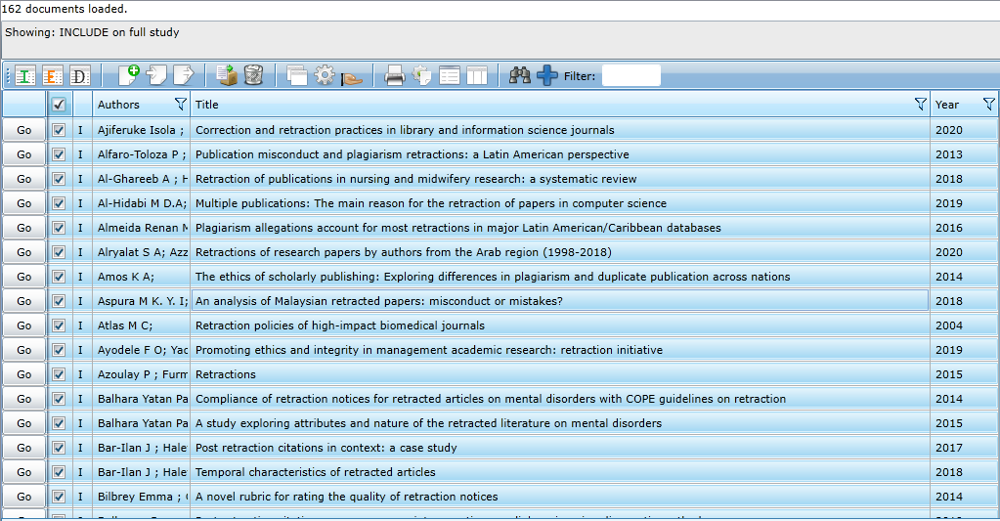 162 documents loaded.
Showing: INCLUDE on full study
I E D Filter:
Authors Title Year
Go I Ajiferuke Isola ; Correction and retraction practices in library and information science journals 2020
Go I Alfaro-Toloza P ; Publication misconduct and plagiarism retractions: a Latin American perspective 2013
Go I Al-Ghareeb A ; H Retraction of publications in nursing and midwifery research: a systematic review 2018
Go I Al-Hidabi M D.A; Multiple publications: The main reason for the retraction of papers in computer science 2019
Go I Almeida Renan M Plagiarism allegations account for most retractions in major Latin American/Caribbean databases 2016
Go I Alryalat S A; Azz Retractions of research papers by authors from the Arab region (1998-2018) 2020
Go I Amos K A; The ethics of scholarly publishing: Exploring differences in plagiarism and duplicate publication across nations 2014
Go I Aspura M K. Y. I; An analysis of Malaysian retracted papers: misconduct or mistakes? 2018
Go I Atlas M C; Retraction policies of high-impact biomedical journals 2004
Go I Ayodele F O; Yao Promoting ethics and integrity in management academic research: retraction initiative 2019
Go I Azoulay P ; Furm Retractions 2015
Go I Balhara Yatan Pa Compliance of retraction notices for retracted articles on mental disorders with COPE guidelines on retraction 2014
Go I Balhara Yatan Pa A study exploring attributes and nature of the retracted literature on mental disorders 2015
Go I Bar-Ilan J ; Hale Post retraction citations in context: a case study 2017
Go I Bar-Ilan J ; Hale Temporal characteristics of retracted articles 2018
Go I Bilbrey Emma ; A novel rubric for rating the quality of retraction notices 2014